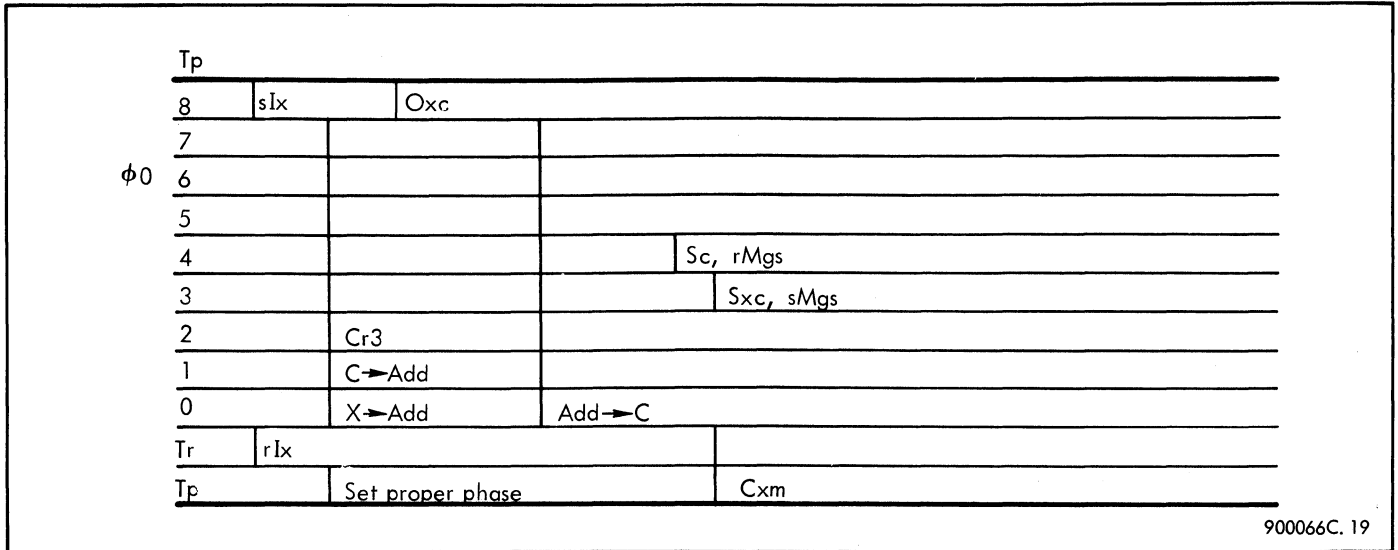 Tp
8 sIx Oxc
7
ϕ0 6
5
4 Sc, rMgs
3 Sxc, sMgs
2 Cr3
1 C→Add
0 X→Add Add→C
Tr rIx
Tp Set proper phase Cxm
900066C. 19